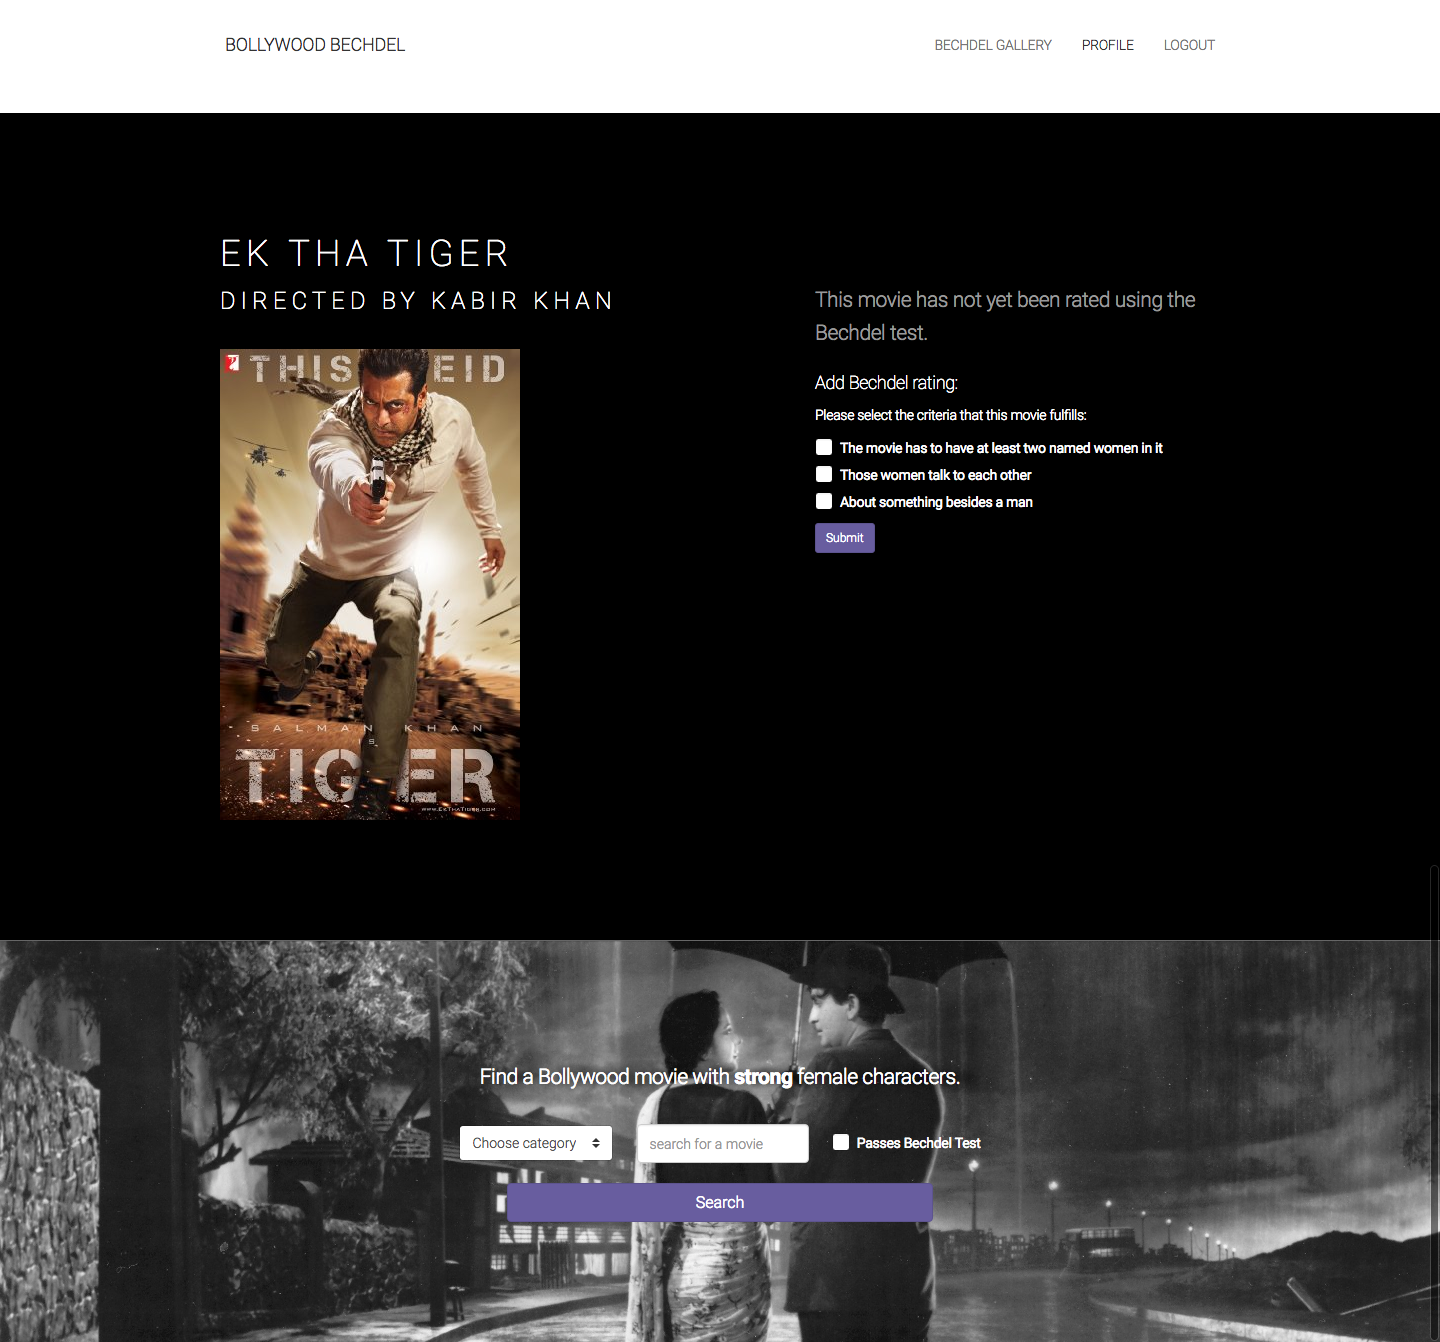 BOLLYWOOD BECHDEL
BECHDEL GALLERY PROFILE LOGOUT
EK THA TIGER
DIRECTED BY KABIR KHAN
THIS EID
SALMAN KHAN
IS
TIGER
WWW.EKTHATIGER.COM
This movie has not yet been rated using the
Bechdel test.
Add Bechdel rating:
Please select the criteria that this movie fulfills:
The movie has to have at least two named women in it
Those women talk to each other
About something besides a man
Submit
Find a Bollywood movie with strong female characters.
Choose category
search for a movie
Passes Bechdel Test
Search